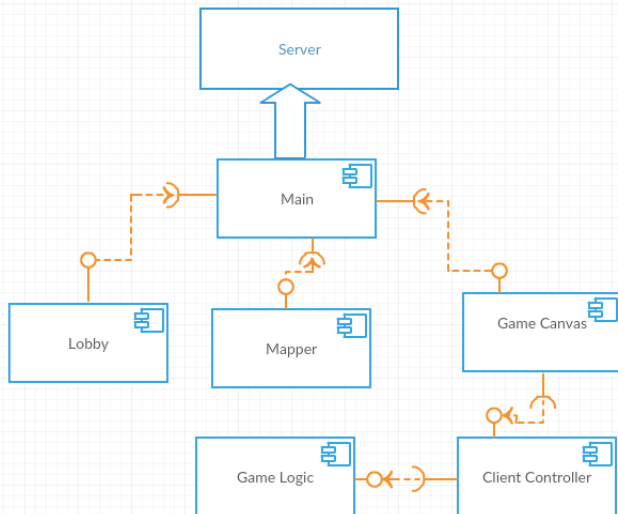 Server
Main
Lobby
Mapper
Game Canvas
Game Logic
Client Controller